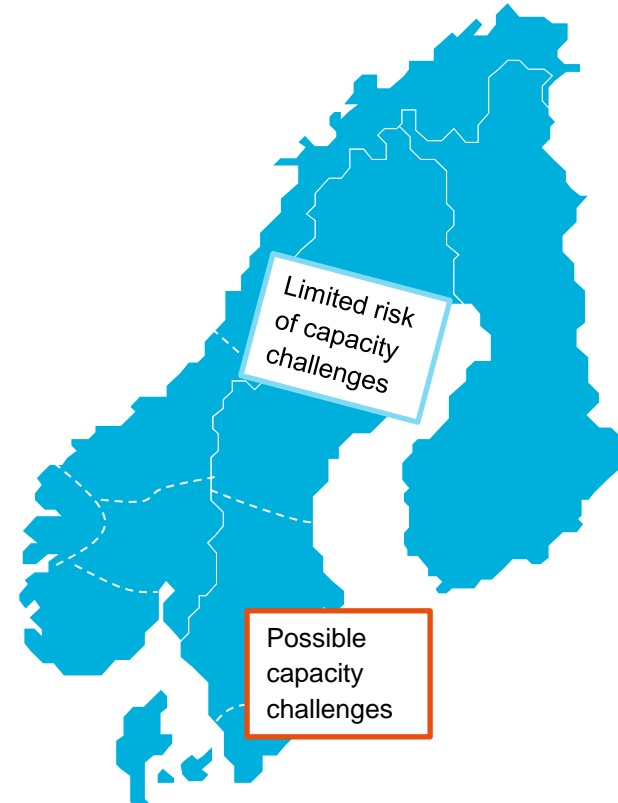 Limited risk
of capacity
challenges
Possible
capacity
challenges